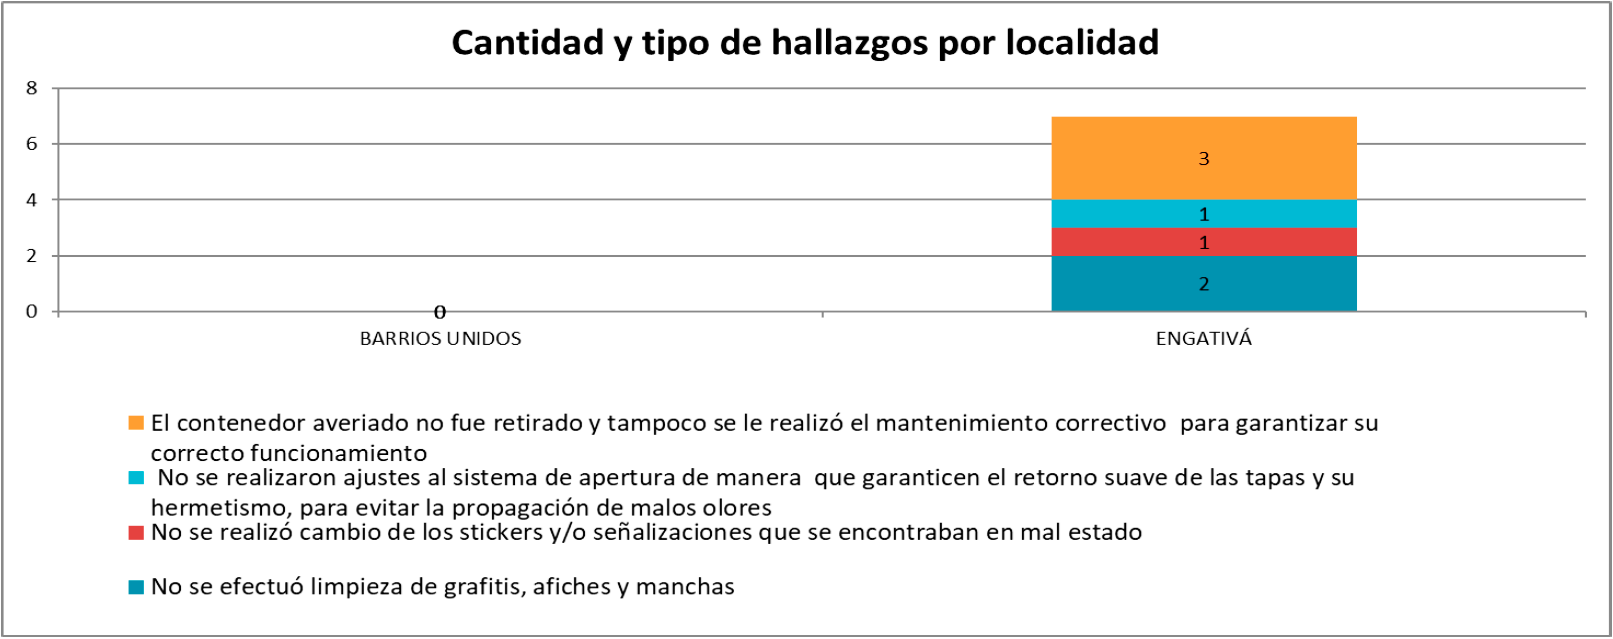 Cantidad y tipo de hallazgos por localidad
8
6
4
2
0
3
1
1
2
0
BARRIOS UNIDOS
ENGATIVÁ
El contenedor averiado no fue retirado y tampoco se le realizó el mantenimiento correctivo  para garantizar su
correcto funcionamiento
No se realizaron ajustes al sistema de apertura de manera  que garanticen el retorno suave de las tapas y su
hermetismo, para evitar la propagación de malos olores
No se realizó cambio de los stickers y/o señalizaciones que se encontraban en mal estado
No se efectuó limpieza de grafitis, afiches y manchas